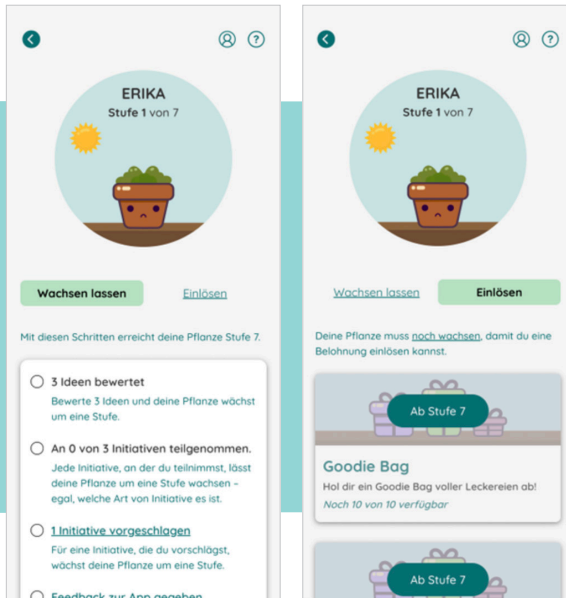 ERIKA
Stufe 1 von 7
Wachsen lassen
Einlösen
Mit diesen Schritten erreicht deine Pflanze Stufe 7.
3 Ideen bewertet
Bewerte 3 Ideen und deine Pflanze wächst
um eine Stufe.
An 0 von 3 Initiativen teilgenommen.
Jede Initiative, an der du teilnimmst, lässt
deine Pflanze um eine Stufe wachsen –
egal, welche Art von Initiative es ist.
1 Initiative vorgeschlagen
Für eine Initiative, die du vorschlägst,
wächst deine Pflanze um eine Stufe.
Feedback zur App gegeben
?
ERIKA
Stufe 1 von 7
Wachsen lassen
Einlösen
Deine Pflanze muss noch wachsen, damit du eine
Belohnung einlösen kannst.
Ab Stufe 7
Goodie Bag
Hol dir ein Goodie Bag voller Leckereien ab!
Noch 10 von 10 verfügbar
Ab Stufe 7
?